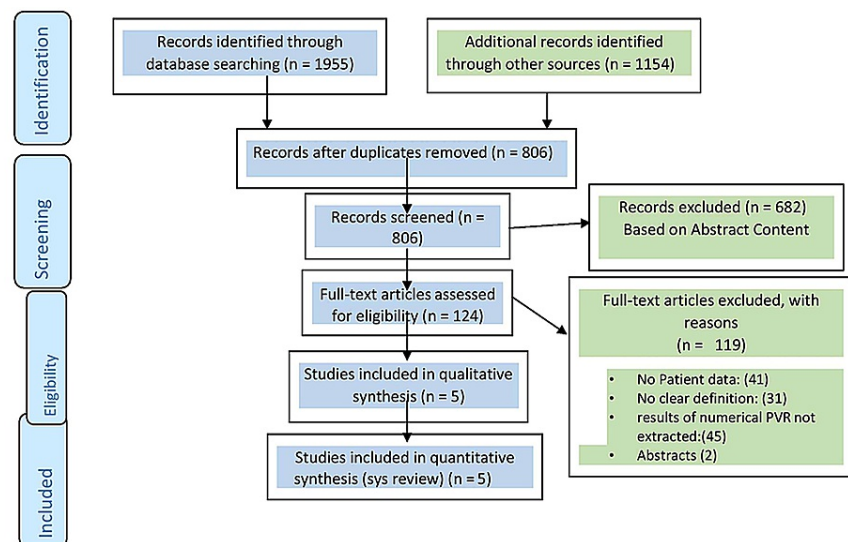 Identification
Records identified through
database searching (n = 1955)
Additional records identified
through other sources (n = 1154)
Records after duplicates removed (n = 806)
Screening
Records screened (n =
806)
Records excluded (n = 682)
Based on Abstract Content
Eligibility
Full-text articles assessed
for eligibility (n = 124)
Full-text articles excluded, with
reasons
(n = 119)
• No Patient data: (41)
• No clear definition: (31)
• results of numerical PVR not
extracted:(45)
• Abstracts (2)
Studies included in qualitative
synthesis (n = 5)
Included
Studies included in quantitative
synthesis (sys review) (n = 5)